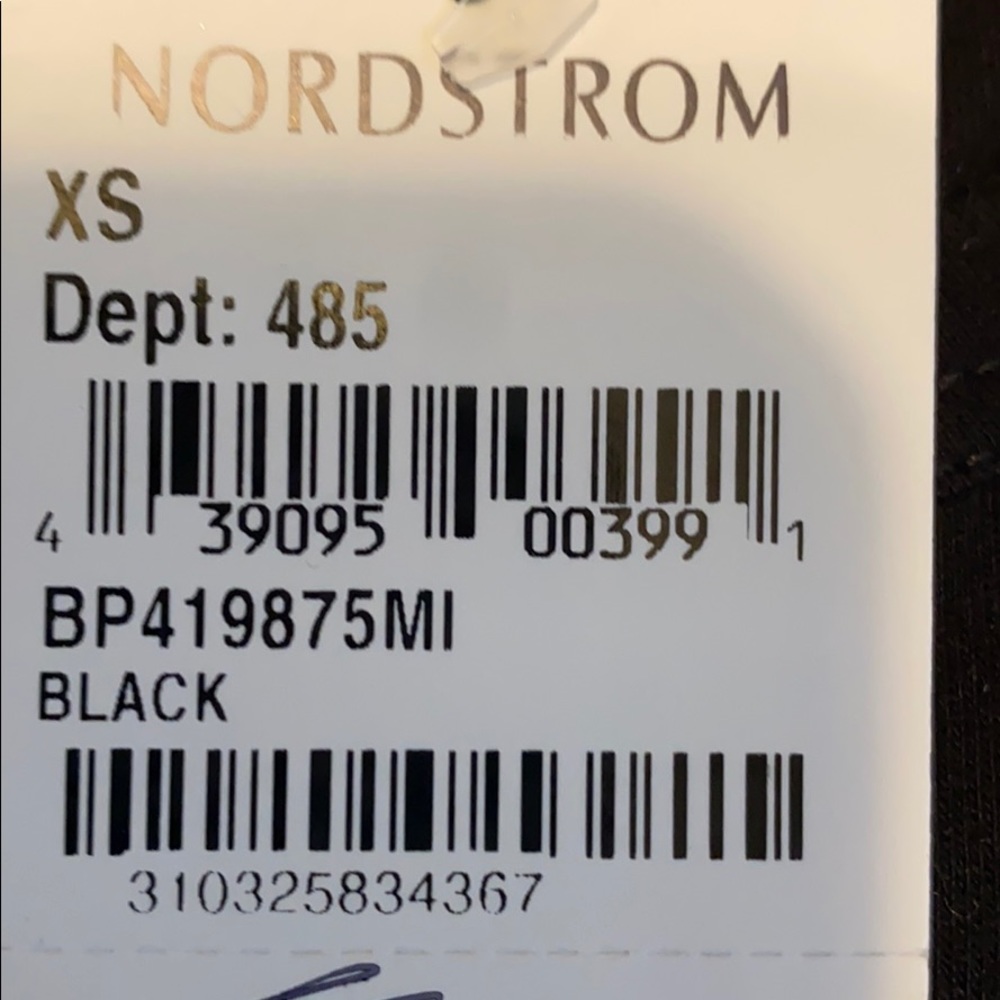 NORDSTROM
XS
Dept: 485
4 39095 00399 1
BP419875MI
BLACK
310325834367